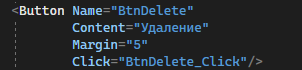 <Button Name="BtnDelete"
Content="Удаление"
Margin="5"
Click="BtnDelete_Click"/>